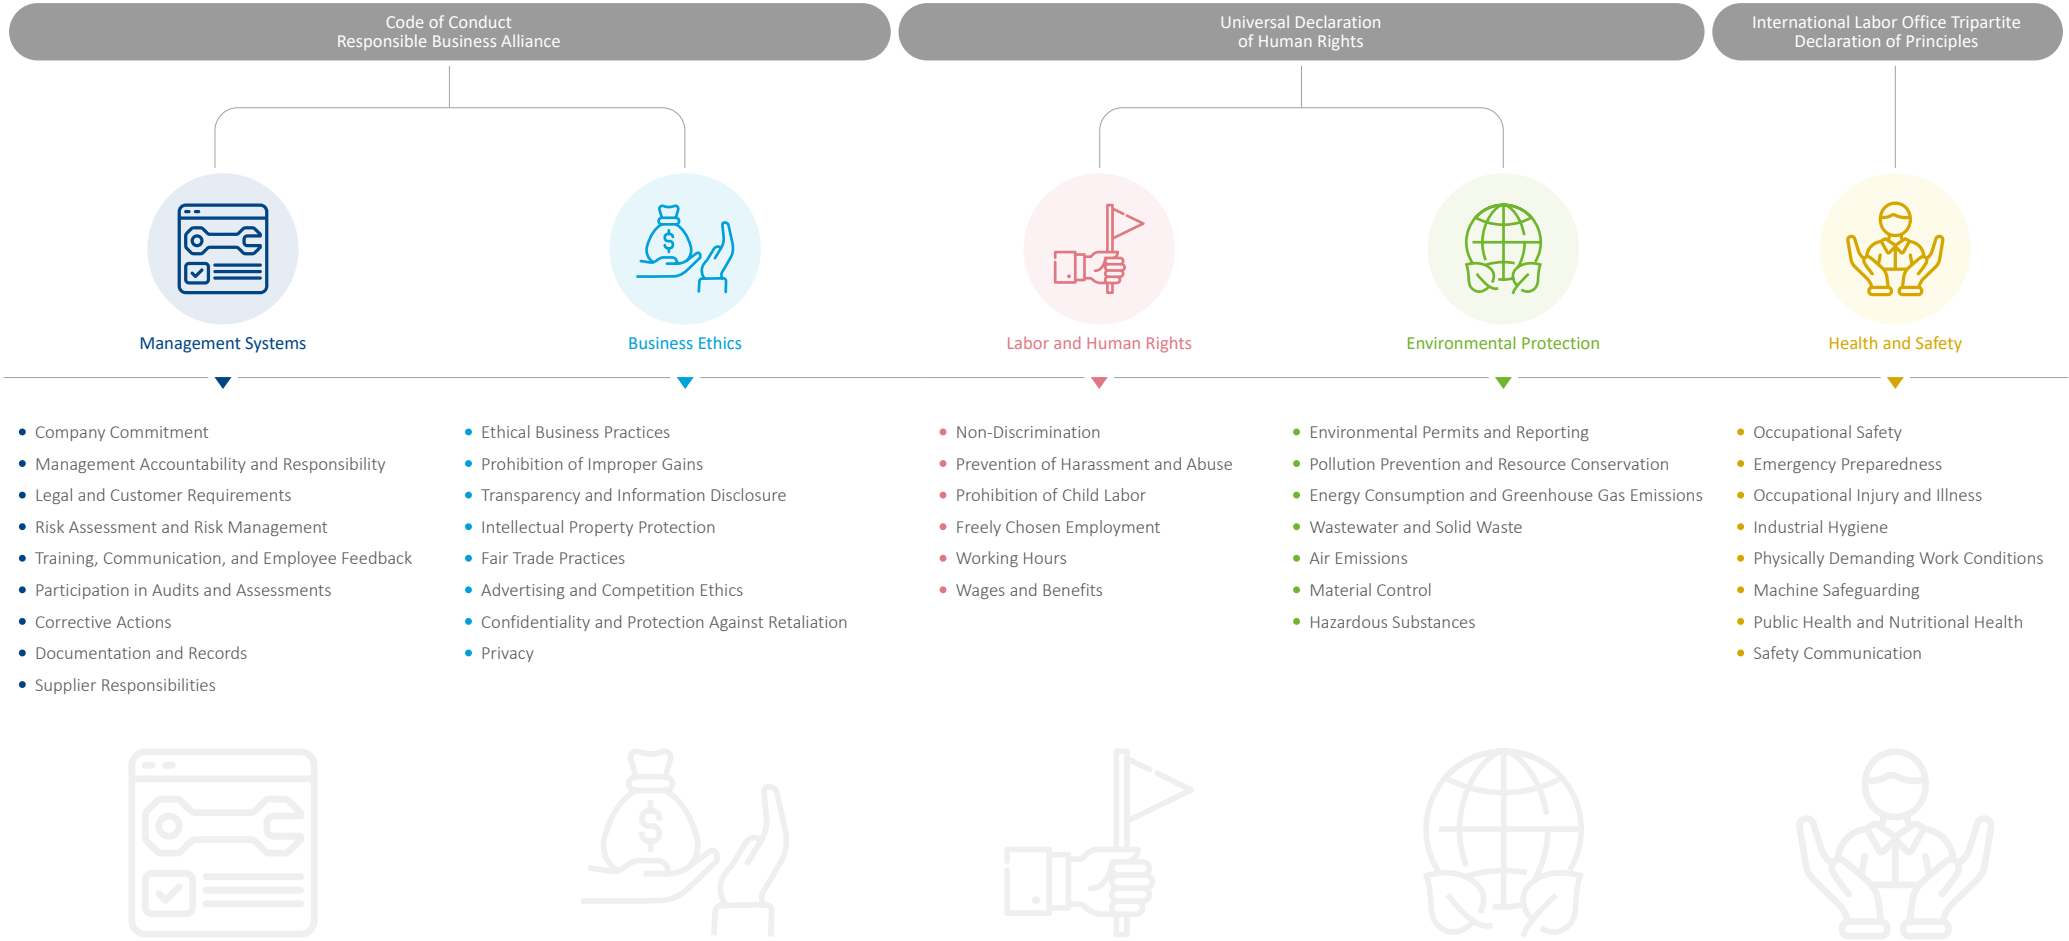 Code of Conduct
Responsible Business Alliance
Universal Declaration
of Human Rights
International Labor Office Tripartite
Declaration of Principles
Management Systems
Business Ethics
Labor and Human Rights
Environmental Protection
Health and Safety
Company Commitment
Management Accountability and Responsibility
Legal and Customer Requirements
Risk Assessment and Risk Management
Training, Communication, and Employee Feedback
Participation in Audits and Assessments
Corrective Actions
Documentation and Records
Supplier Responsibilities
Ethical Business Practices
Prohibition of Improper Gains
Transparency and Information Disclosure
Intellectual Property Protection
Fair Trade Practices
Advertising and Competition Ethics
Confidentiality and Protection Against Retaliation
Privacy
Non-Discrimination
Prevention of Harassment and Abuse
Prohibition of Child Labor
Freely Chosen Employment
Working Hours
Wages and Benefits
Environmental Permits and Reporting
Pollution Prevention and Resource Conservation
Energy Consumption and Greenhouse Gas Emissions
Wastewater and Solid Waste
Air Emissions
Material Control
Hazardous Substances
Occupational Safety
Emergency Preparedness
Occupational Injury and Illness
Industrial Hygiene
Physically Demanding Work Conditions
Machine Safeguarding
Public Health and Nutritional Health
Safety Communication